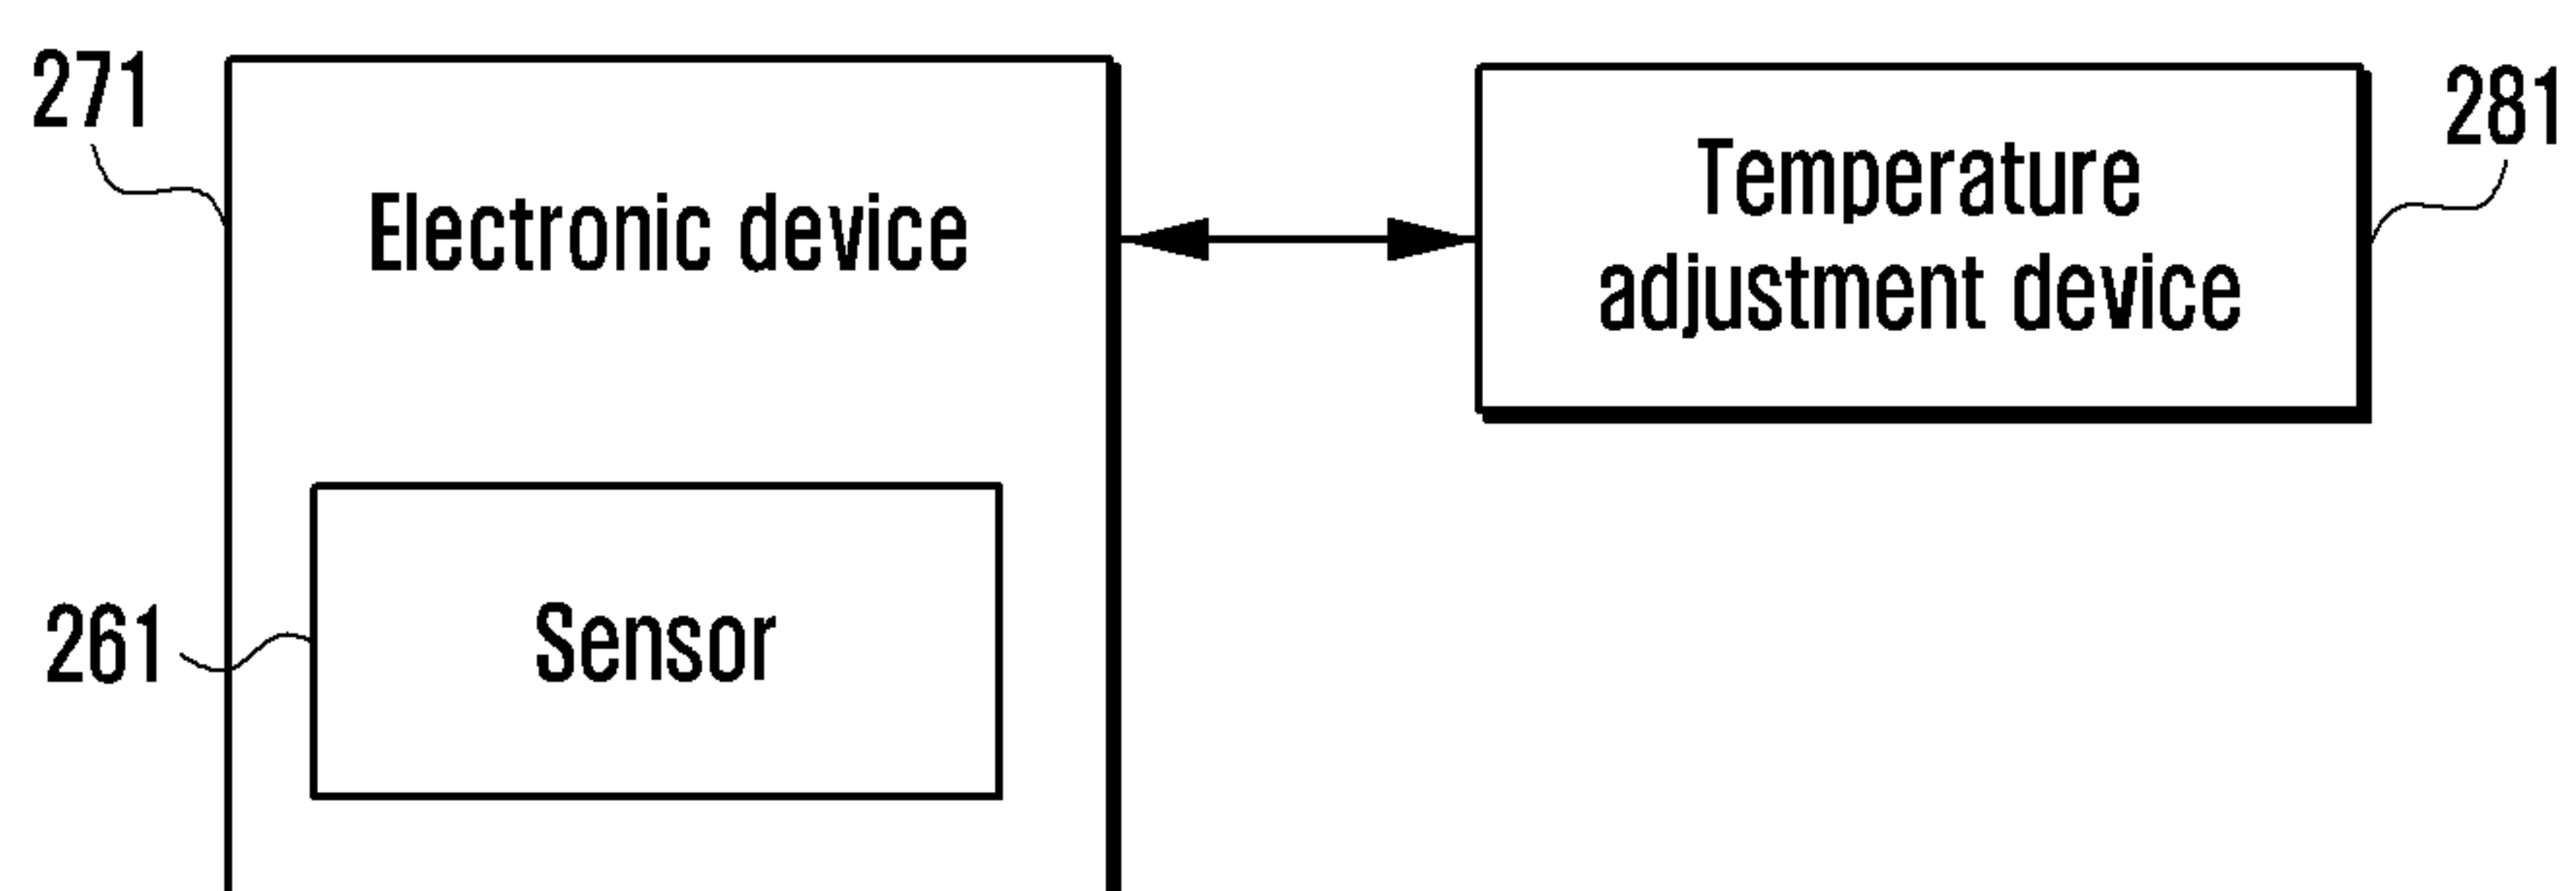 271
Electronic device
Temperature
adjustment device
281
261
Sensor